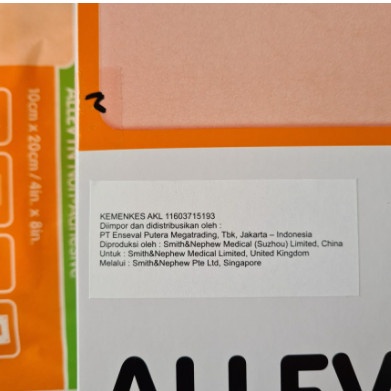 10cm x 20cm / 4in. x 8in.
KEMENKES AKL 11603715193
Diimpor dan didistribusikan oleh :
PT Enseval Putera Megatrading, Tbk, Jakarta – Indonesia
Diproduksi oleh : Smith&Nephew Medical (Suzhou) Limited, China
Untuk : Smith&Nephew Medical Limited, United Kingdom
Melalui : Smith&Nephew Pte Ltd, Singapore
ALLEV